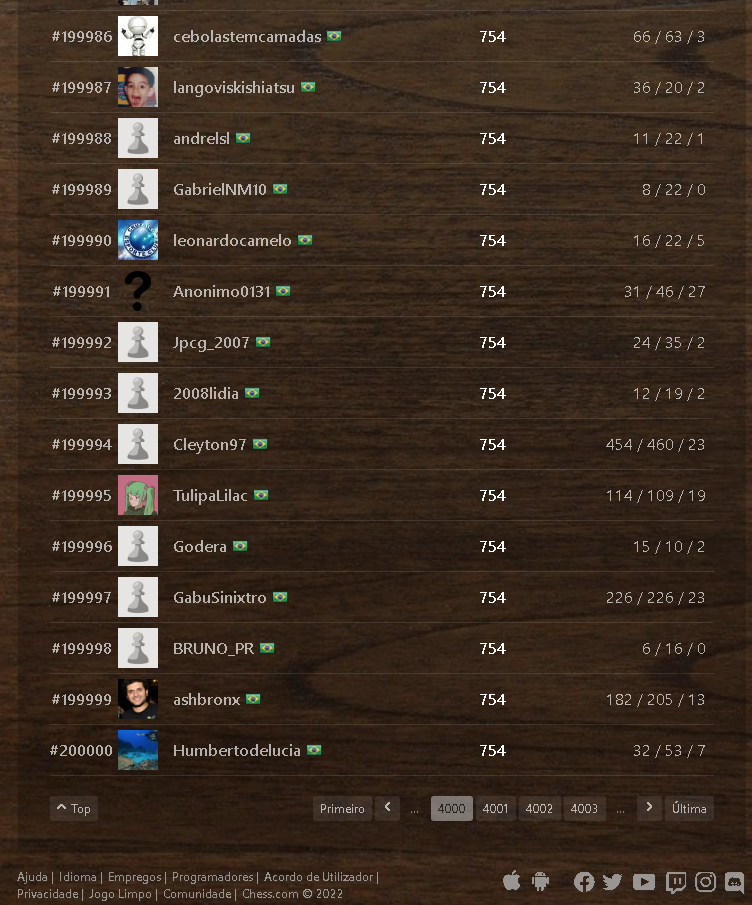 #199986 cebolastemcamadas 754 66 / 63 / 3
#199987 langoviskishiatsu 754 36 / 20 / 2
#199988 andrelsl 754 11 / 22 / 1
#199989 GabrielNM10 754 8 / 22 / 0
#199990 leonardocamelo 754 16 / 22 / 5
#199991 ? Anonimo0131 754 31 / 46 / 27
#199992 Jpcg_2007 754 24 / 35 / 2
#199993 2008lidia 754 12 / 19 / 2
#199994 Cleyton97 754 454 / 460 / 23
#199995 TulipaLilac 754 114 / 109 / 19
#199996 Godera 754 15 / 10 / 2
#199997 GabuSinixtro 754 226 / 226 / 23
#199998 BRUNO_PR 754 6 / 16 / 0
#199999 ashbronx 754 182 / 205 / 13
#200000 Humbertodelucia 754 32 / 53 / 7
Top Primeiro ... 4000 4001 4002 4003 ... Última
Ajuda | Idioma | Empregos | Programadores | Acordo de Utilizador |
Privacidade | Jogo Limpo | Comunidade | Chess.com © 2022